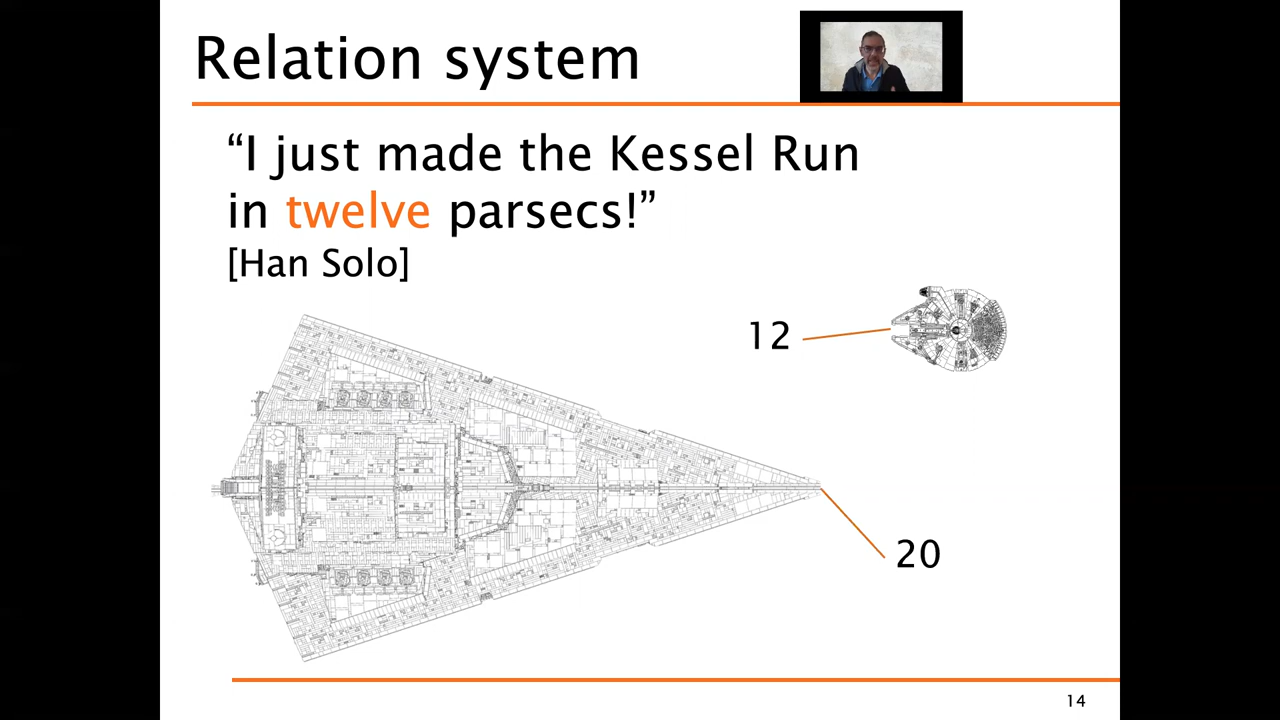 Relation system
“I just made the Kessel Run
in twelve parsecs!”
[Han Solo]
12
20
14